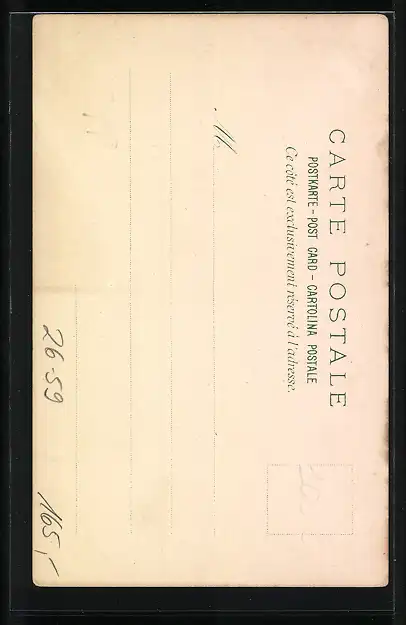 CARTE POSTALE
POSTKARTE - POST CARD - CARTOLINA POSTALE
Ce côté est exclusivement réservé à l'adresse.
M
26-59
165,-